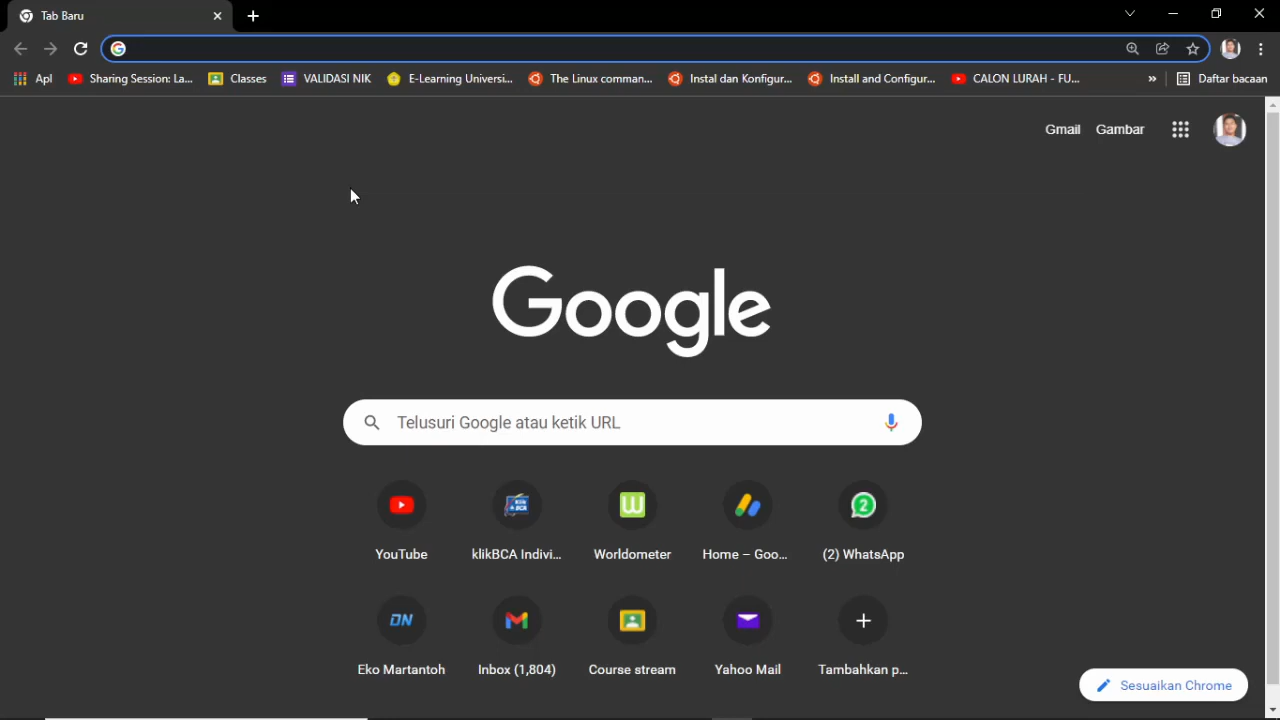 Tab Baru
Apl Sharing Session: La... Classes VALIDASI NIK E-Learning Universi... The Linux comman... Instal dan Konfigur... Install and Configur... CALON LURAH - FU... » Daftar bacaan
Gmail Gambar
Google
Telusuri Google atau ketik URL
YouTube klikBCA Indivi... Worldometer Home – Goo... (2) WhatsApp
DN
Eko Martantoh Inbox (1,804) Course stream Yahoo Mail Tambahkan p...
Sesuaikan Chrome